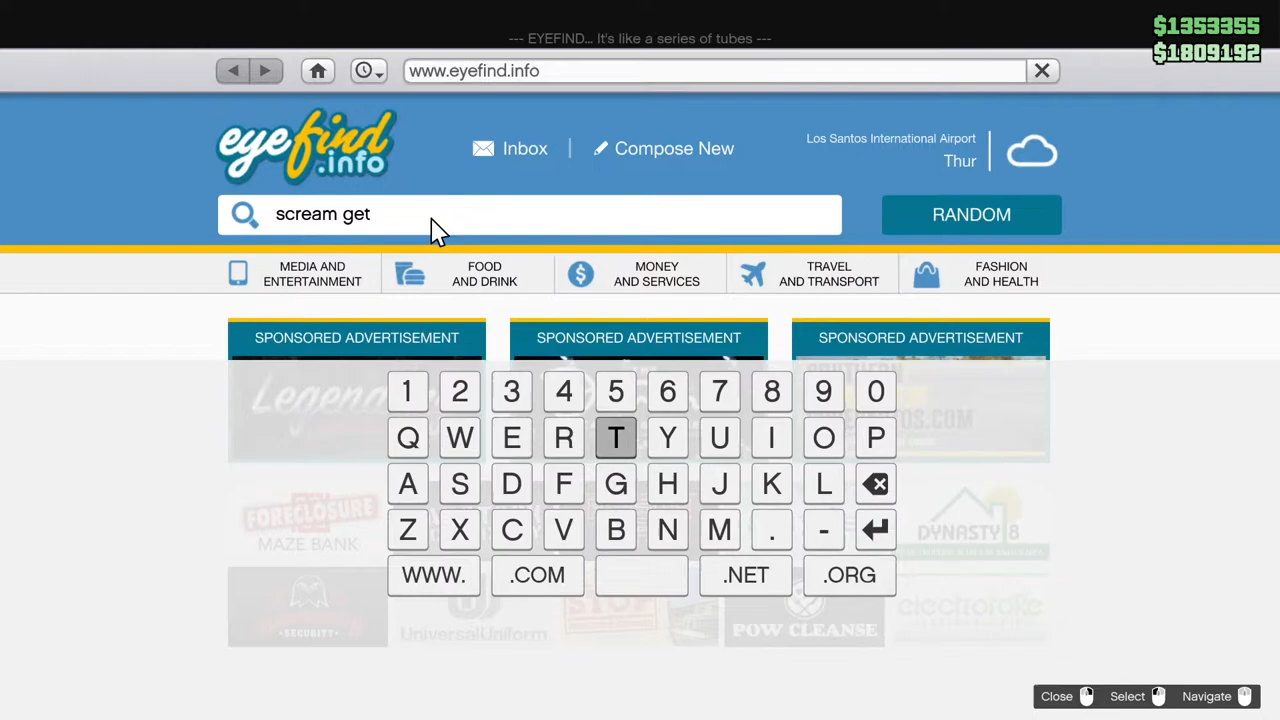 --- EYEFIND... It's like a series of tubes ---
$1353355
$1809192
www.eyefind.info
eyefind
.info
Inbox
Compose New
Los Santos International Airport
Thur
scream get
RANDOM
MEDIA AND
ENTERTAINMENT
FOOD
AND DRINK
MONEY
AND SERVICES
TRAVEL
AND TRANSPORT
FASHION
AND HEALTH
SPONSORED ADVERTISEMENT
SPONSORED ADVERTISEMENT
SPONSORED ADVERTISEMENT
1 2 3 4 5 6 7 8 9 0
Q W E R T Y U I O P
A S D F G H J K L
Z X C V B N M . -
WWW. .COM .NET .ORG
FORECLOSURE
MAZE BANK
DYNASTY 8
SECURITY
UniversalUniform
STOP
POW CLEANSE
Close Select Navigate